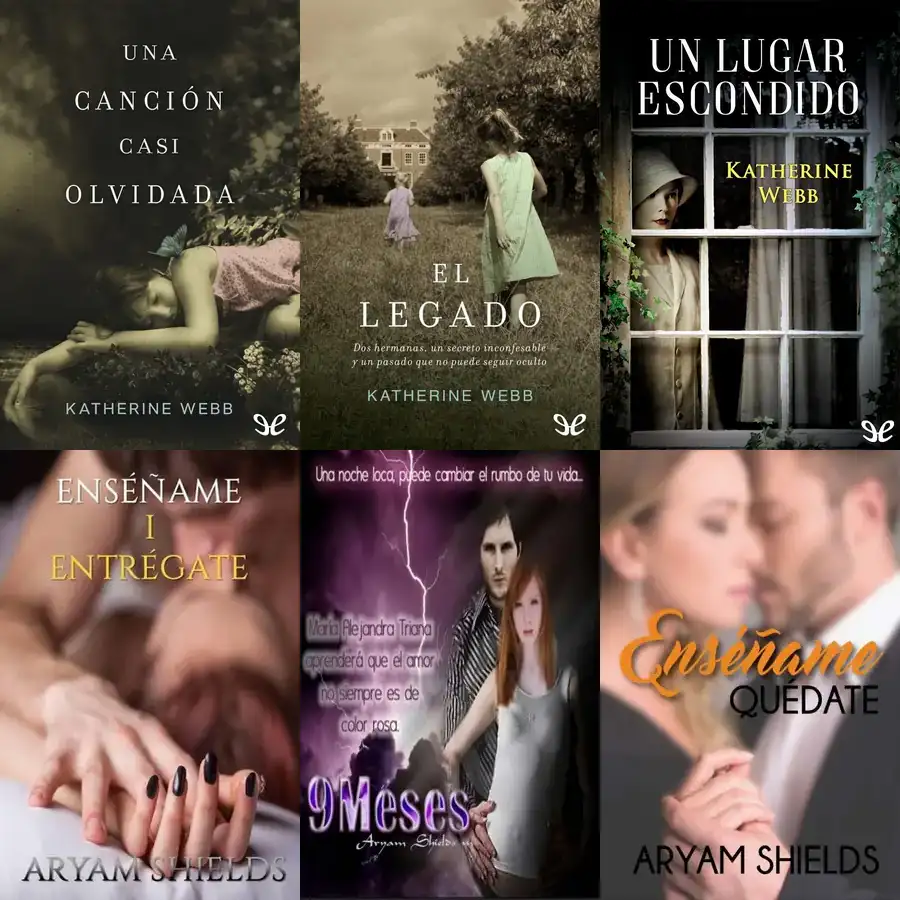 UNA
CANCIÓN
CASI
OLVIDADA
KATHERINE WEBB
EL
LEGADO
Dos hermanas, un secreto inconfesable
y un pasado que no puede seguir oculto
KATHERINE WEBB
UN LUGAR
ESCONDIDO
KATHERINE
WEBB
ENSÉÑAME
I
ENTRÉGATE
ARYAM SHIELDS
Una noche loca, puede cambiar el rumbo de tu vida...
María Alejandra Triana
aprenderá que el amor
no siempre es de
color rosa.
9Meses
Aryam Shields
Enséñame
QUÉDATE
ARYAM SHIELDS